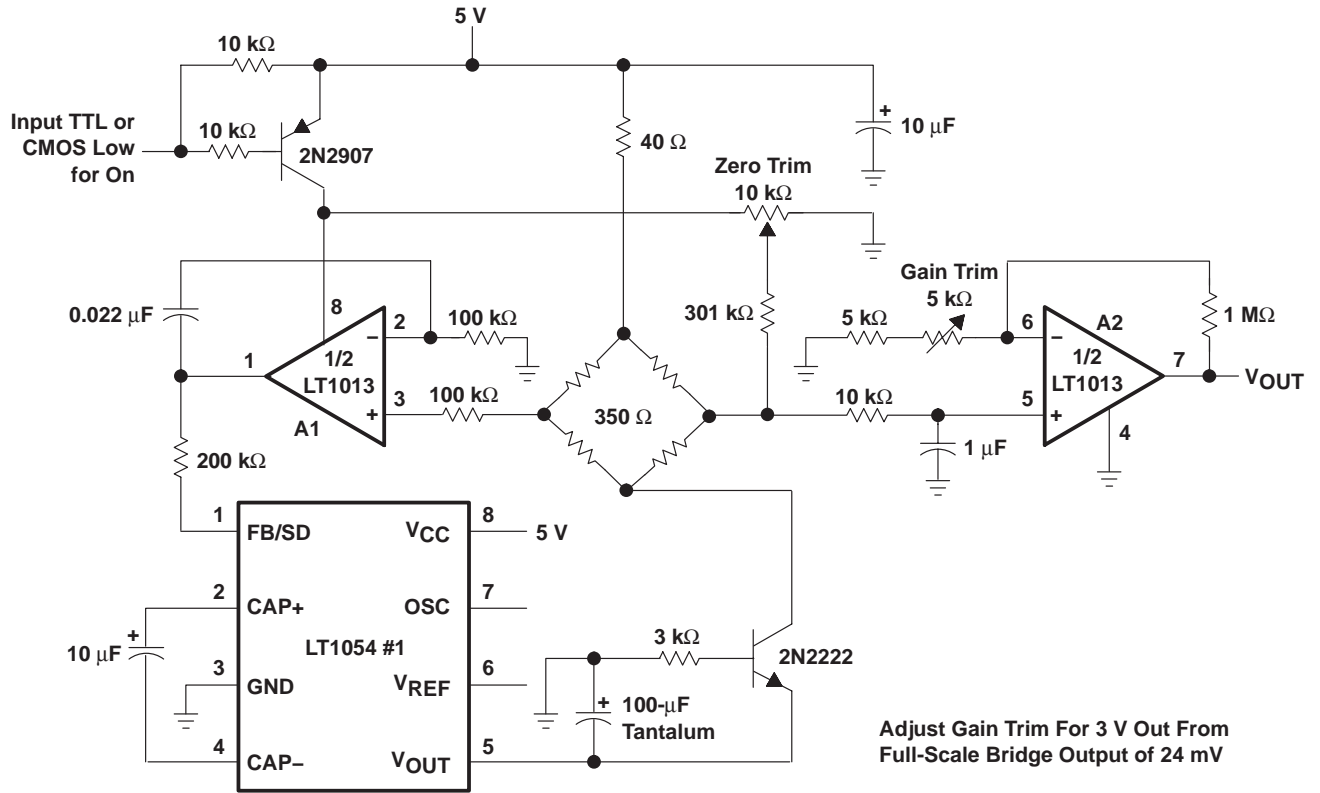 5 V
10 kΩ
Input TTL or
CMOS Low
for On
10 kΩ
2N2907
40 Ω
+
10 μF
Zero Trim
10 kΩ
0.022 μF
8
2
–
100 kΩ
1
1/2
LT1013
3
+
A1
100 kΩ
350 Ω
301 kΩ
Gain Trim
5 kΩ
5 kΩ
6
–
A2
1/2
LT1013
7
1 MΩ
VOUT
10 kΩ
5
+
4
1 μF
200 kΩ
1
FB/SD
VCC
8
5 V
2
CAP+
OSC
7
+
10 μF
LT1054 #1
3
GND
VREF
6
4
CAP–
VOUT
5
3 kΩ
2N2222
+
100-μF
Tantalum
Adjust Gain Trim For 3 V Out From
Full-Scale Bridge Output of 24 mV